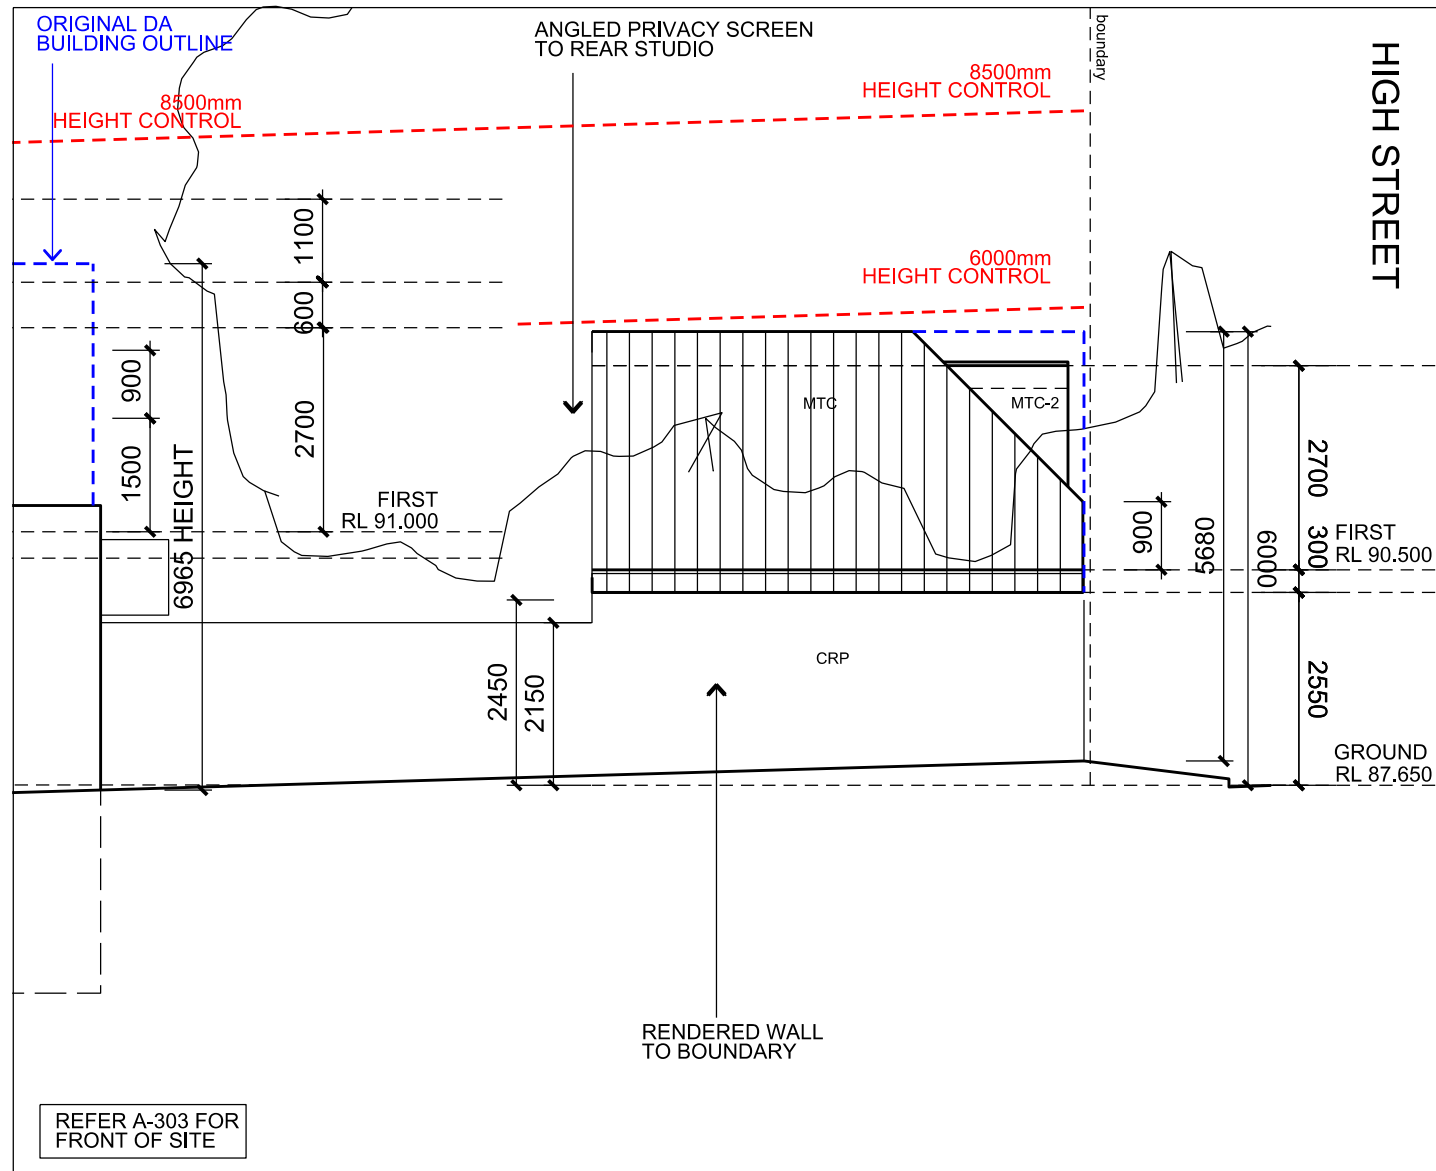 ORIGINAL DA
BUILDING OUTLINE
ANGLED PRIVACY SCREEN
TO REAR STUDIO
boundary
HIGH STREET
8500mm
HEIGHT CONTROL
8500mm
HEIGHT CONTROL
6000mm
HEIGHT CONTROL
1100
600
2700
900
1500
6965 HEIGHT
FIRST
RL 91.000
MTC
MTC-2
2700
300
900
5680
6000
FIRST
RL 90.500
2450
2150
CRP
2550
GROUND
RL 87.650
RENDERED WALL
TO BOUNDARY
REFER A-303 FOR
FRONT OF SITE